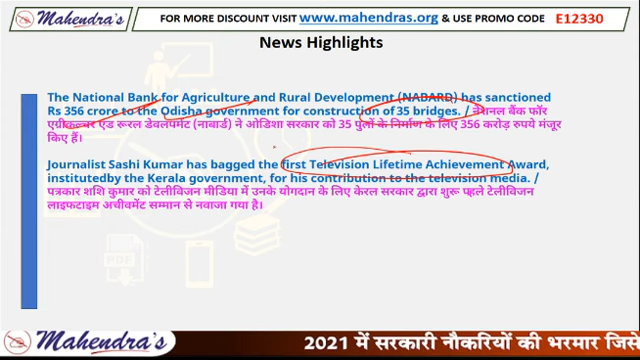 Mahendra's
FOR MORE DISCOUNT VISIT www.mahendras.org & USE PROMO CODE E12330
News Highlights
The National Bank for Agriculture and Rural Development (NABARD) has sanctioned
Rs 356 crore to the Odisha government for construction of 35 bridges. / नेशनल बैंक फॉर
एग्रीकल्चर एंड रूरल डेवलपमेंट (नाबार्ड) ने ओडिशा सरकार को 35 पुलों के निर्माण के लिए 356 करोड़ रुपये मंजूर
किए हैं।
Journalist Sashi Kumar has bagged the first Television Lifetime Achievement Award,
institutedby the Kerala government, for his contribution to the television media. /
पत्रकार शशि कुमार को टेलीविजन मीडिया में उनके योगदान के लिए केरल सरकार द्वारा शुरू पहले टेलीविजन
लाइफटाइम अचीवमेंट सम्मान से नवाजा गया है।
PDF
Mahendra's
2021 में सरकारी नौकरियों की भरमार जिसे